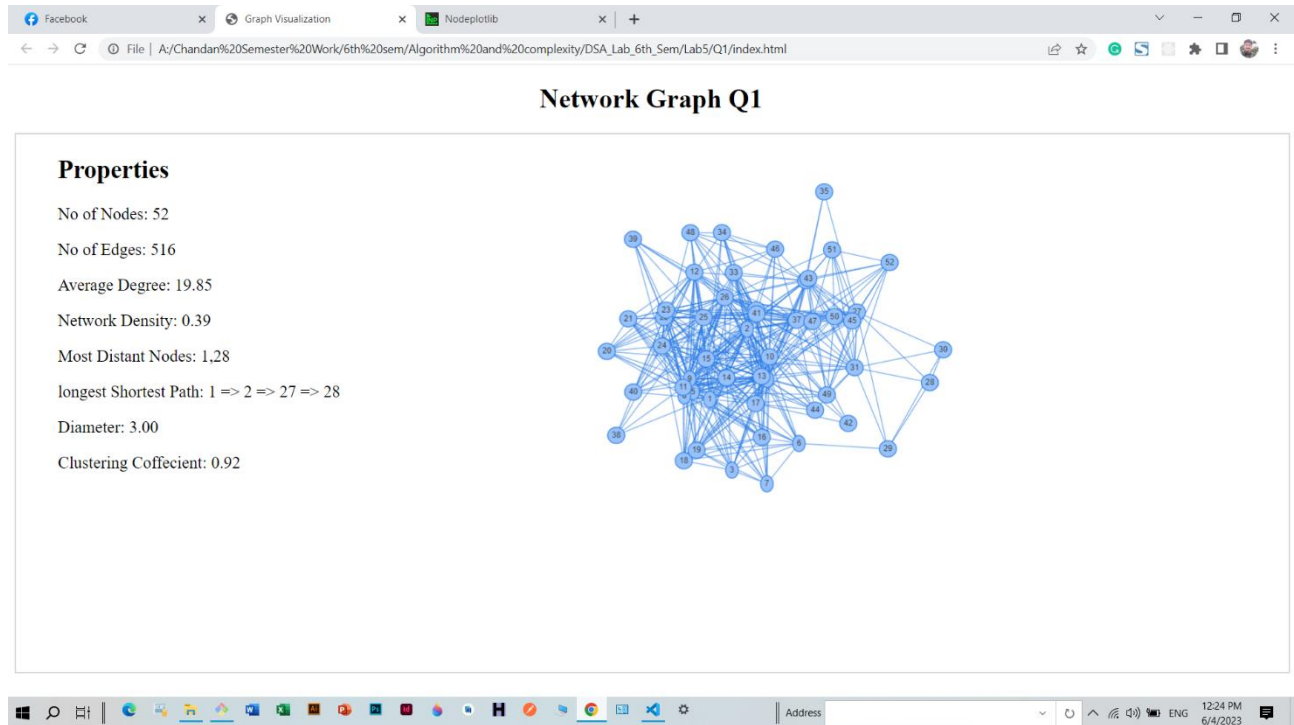 Facebook
Graph Visualization
Nodeplotlib
File | A:/Chandan%20Semester%20Work/6th%20sem/Algorithm%20and%20complexity/DSA_Lab_6th_Sem/Lab5/Q1/index.html
Network Graph Q1
Properties
No of Nodes: 52
No of Edges: 516
Average Degree: 19.85
Network Density: 0.39
Most Distant Nodes: 1,28
longest Shortest Path: 1 => 2 => 27 => 28
Diameter: 3.00
Clustering Coffecient: 0.92
35
39 48 34 46 51 52
12 33 43
26
21 23 25 41 37 47 50 45
2
20 24 15 10 30
31 28
9 14 13
40 11 1 17 49
44 42
38 16 6 29
18 19 3
7
Address
ENG
12:24 PM
6/4/2023